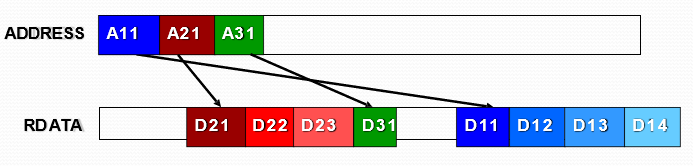 ADDRESS A11 A21 A31
RDATA D21 D22 D23 D31 D11 D12 D13 D14